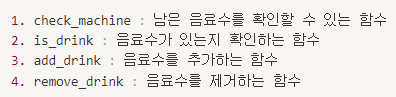 1. check_machine : 남은 음료수를 확인할 수 있는 함수
2. is_drink : 음료수가 있는지 확인하는 함수
3. add_drink : 음료수를 추가하는 함수
4. remove_drink : 음료수를 제거하는 함수